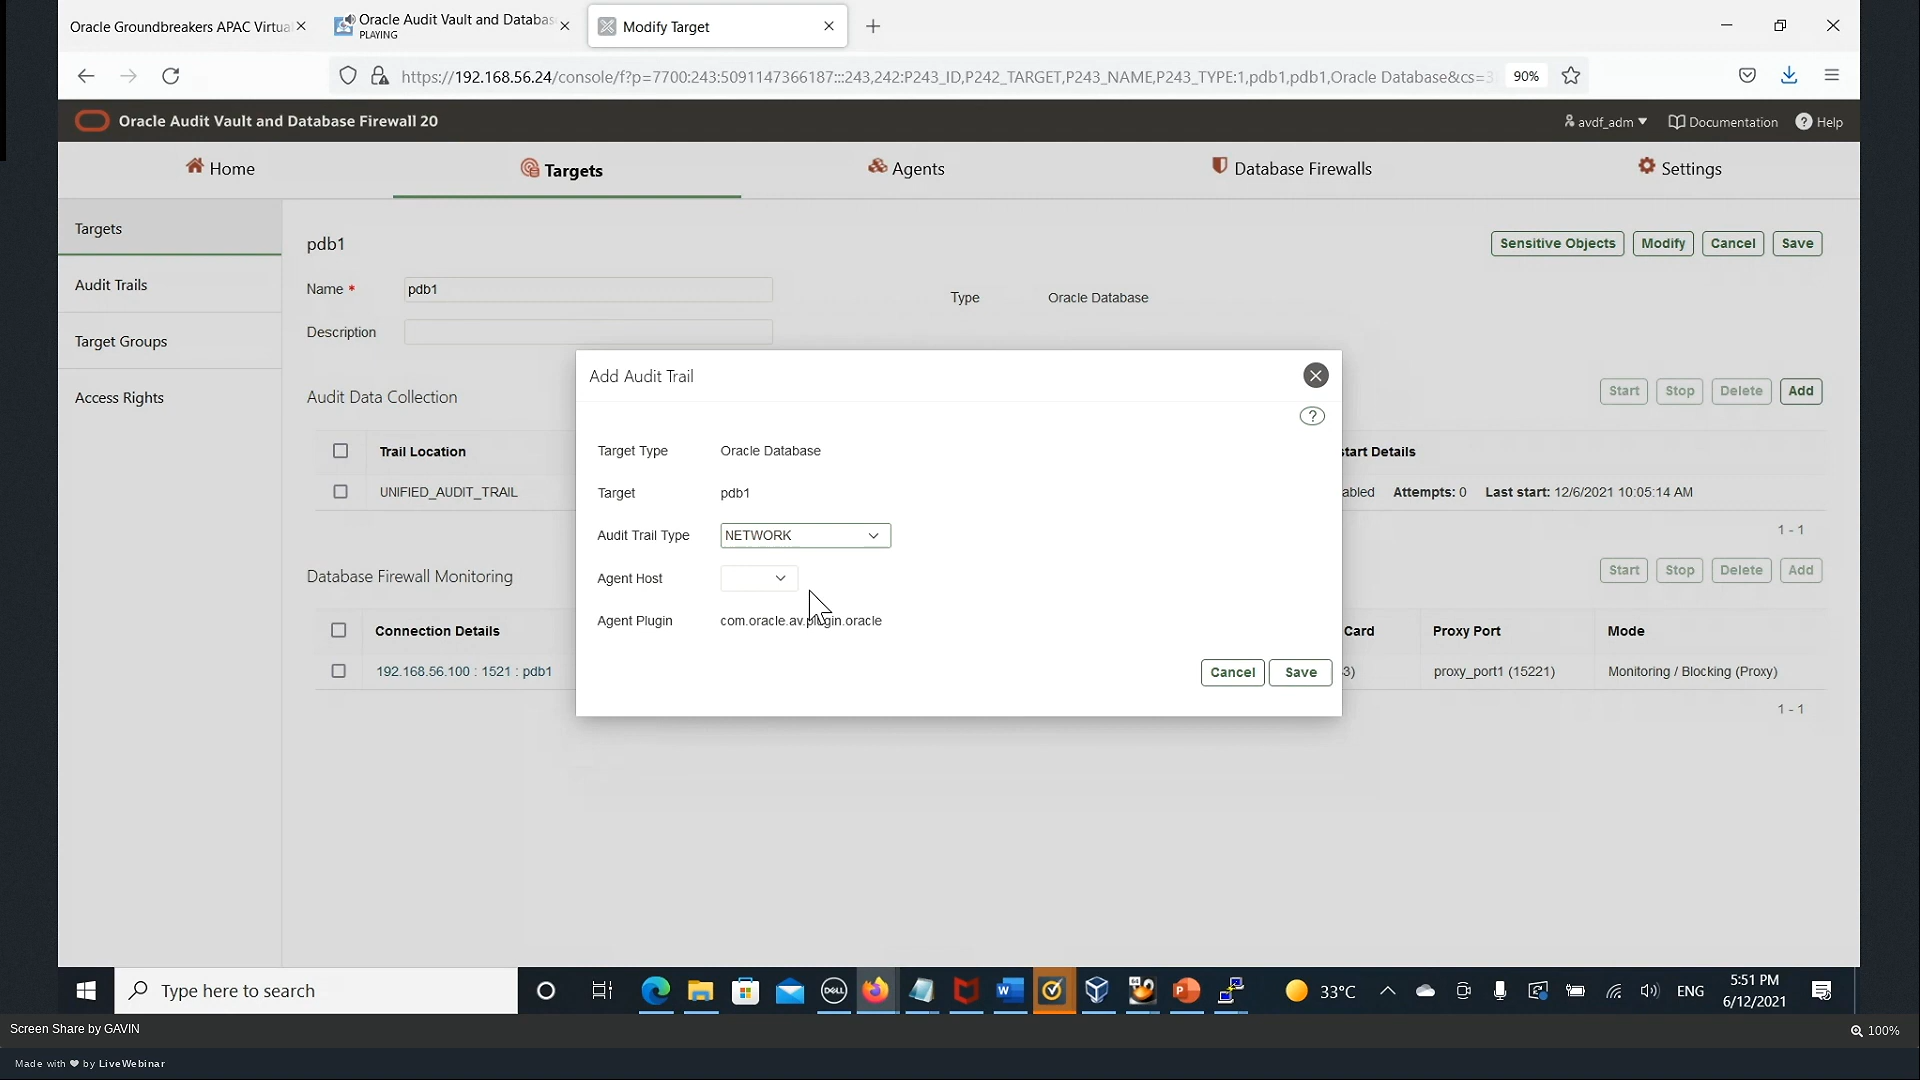 Oracle Groundbreakers APAC Virtual
Oracle Audit Vault and Databas
PLAYING
Modify Target
https://192.168.56.24/console/f?p=7700:243:5091147366187:::243,242:P243_ID,P242_TARGET,P243_NAME,P243_TYPE:1,pdb1,pdb1,Oracle Database&cs=3
90%
Oracle Audit Vault and Database Firewall 20
avdf_adm
Documentation
? Help
Home
Targets
Agents
Database Firewalls
Settings
Targets
Audit Trails
Target Groups
Access Rights
pdb1
Sensitive Objects
Modify
Cancel
Save
Name *
pdb1
Type
Oracle Database
Description
Audit Data Collection
Start
Stop
Delete
Add
Trail Location
tart Details
UNIFIED_AUDIT_TRAIL
abled Attempts: 0 Last start: 12/6/2021 10:05:14 AM
1 - 1
Database Firewall Monitoring
Start
Stop
Delete
Add
Connection Details
Card
Proxy Port
Mode
192.168.56.100 : 1521 : pdb1
3)
proxy_port1 (15221)
Monitoring / Blocking (Proxy)
1 - 1
Add Audit Trail
?
Target Type
Oracle Database
Target
pdb1
Audit Trail Type
NETWORK
Agent Host
Agent Plugin
com.oracle.av.plugin.oracle
Cancel
Save
Type here to search
DELL
33°C
ENG
5:51 PM
6/12/2021
Screen Share by GAVIN
100%
Made with ❤ by LiveWebinar